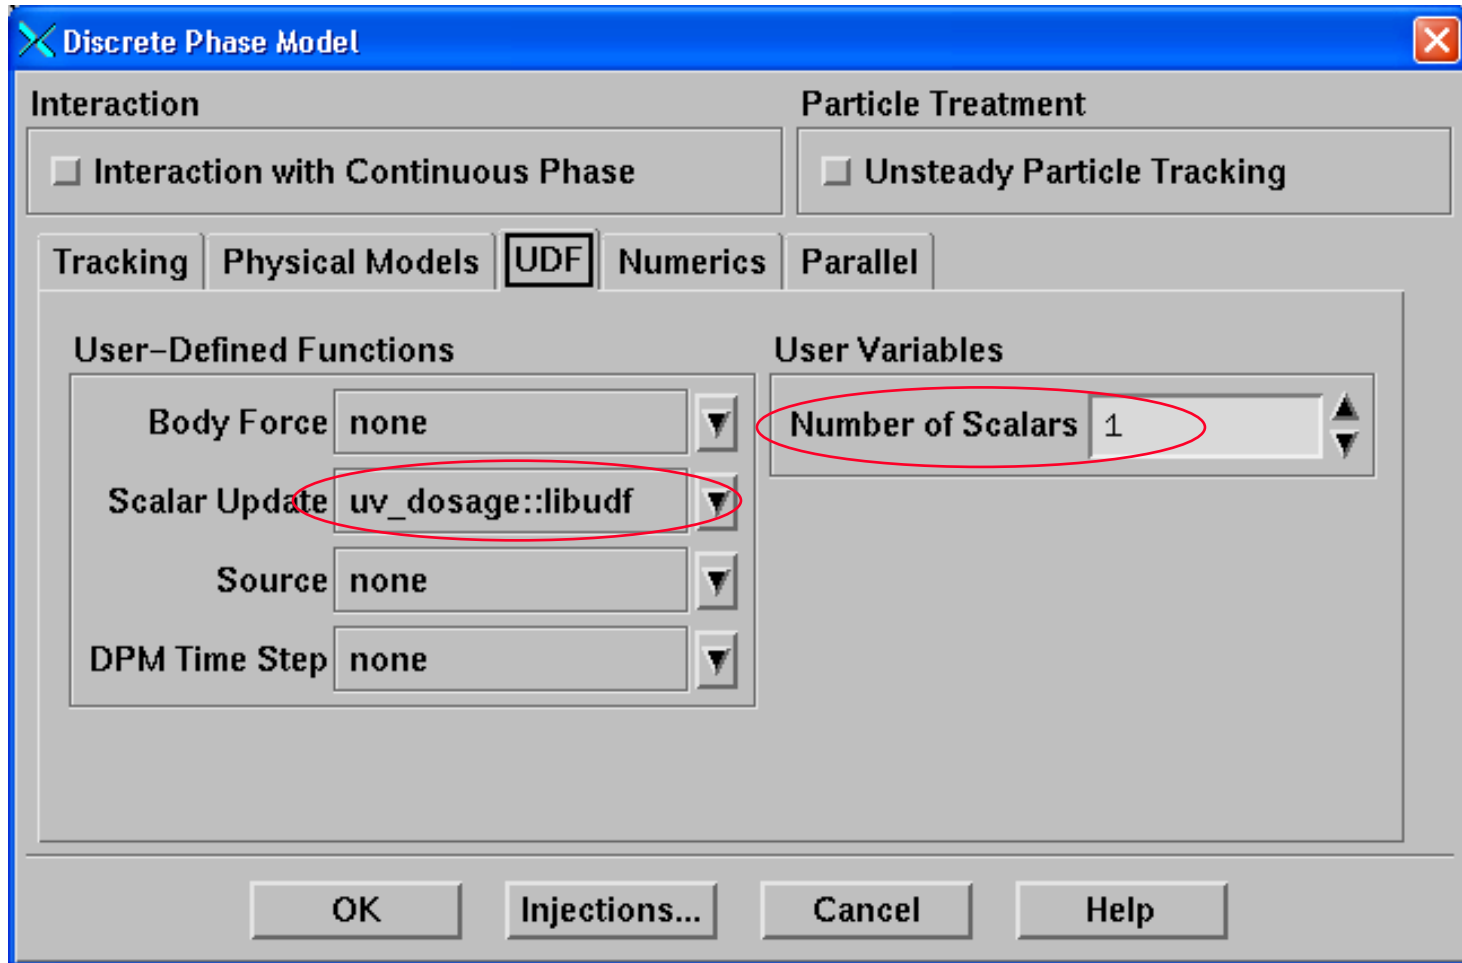 Discrete Phase Model
Interaction
Particle Treatment
Interaction with Continuous Phase
Unsteady Particle Tracking
Tracking Physical Models UDF Numerics Parallel
User-Defined Functions
User Variables
Body Force none
Number of Scalars 1
Scalar Update uv_dosage::libudf
Source none
DPM Time Step none
OK Injections... Cancel Help